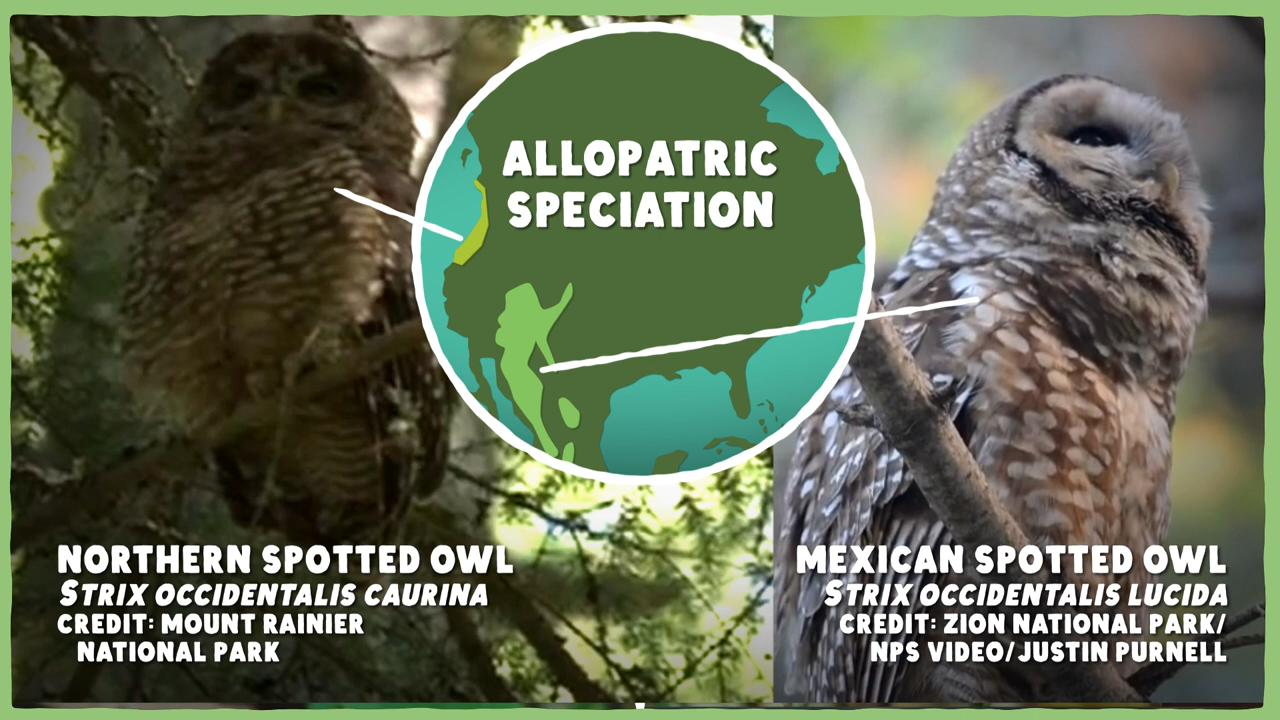 ALLOPATRIC
SPECIATION
NORTHERN SPOTTED OWL
STRIX OCCIDENTALIS CAURINA
CREDIT: MOUNT RAINIER
NATIONAL PARK
MEXICAN SPOTTED OWL
STRIX OCCIDENTALIS LUCIDA
CREDIT: ZION NATIONAL PARK/
NPS VIDEO/JUSTIN PURNELL